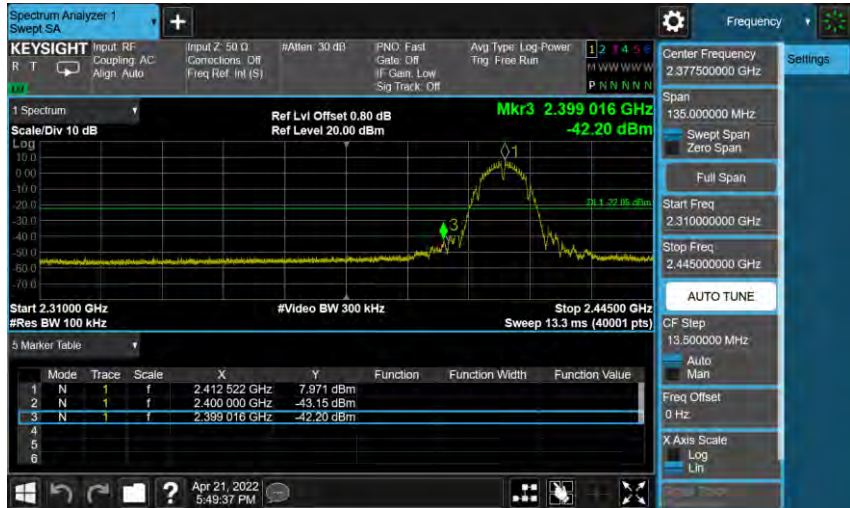 Spectrum Analyzer 1
Swept SA
Frequency
KEYSIGHT
R T
Input: RF
Coupling: AC
Align: Auto
Input Z: 50 Ω
Corrections: Off
Freq Ref: Int (S)
#Atten: 30 dB
PNO: Fast
Gate: Off
IF Gain: Low
Sig Track: Off
Avg Type: Log-Power
Trig: Free Run
1 2 3 4 5 6
M W W W W W
P N N N N N
1 Spectrum
Scale/Div 10 dB
Ref Lvl Offset 0.80 dB
Ref Level 20.00 dBm
Mkr3 2.399 016 GHz
-42.20 dBm
Log
10.0
0.00
-10.0
-20.0
-30.0
-40.0
-50.0
-60.0
-70.0
1
3
DL1 -22.05 dBm
Start 2.31000 GHz
#Res BW 100 kHz
#Video BW 300 kHz
Stop 2.44500 GHz
Sweep 13.3 ms (40001 pts)
5 Marker Table
Mode Trace Scale X Y Function Function Width Function Value
1 N 1 f 2.412 522 GHz 7.971 dBm
2 N 1 f 2.400 000 GHz -43.15 dBm
3 N 1 f 2.399 016 GHz -42.20 dBm
4
5
6
?
Apr 21, 2022
5:49:37 PM
Center Frequency
2.377500000 GHz
Settings
Span
135.000000 MHz
Swept Span
Zero Span
Full Span
Start Freq
2.310000000 GHz
Stop Freq
2.445000000 GHz
AUTO TUNE
CF Step
13.500000 MHz
Auto
Man
Freq Offset
0 Hz
X Axis Scale
Log
Lin